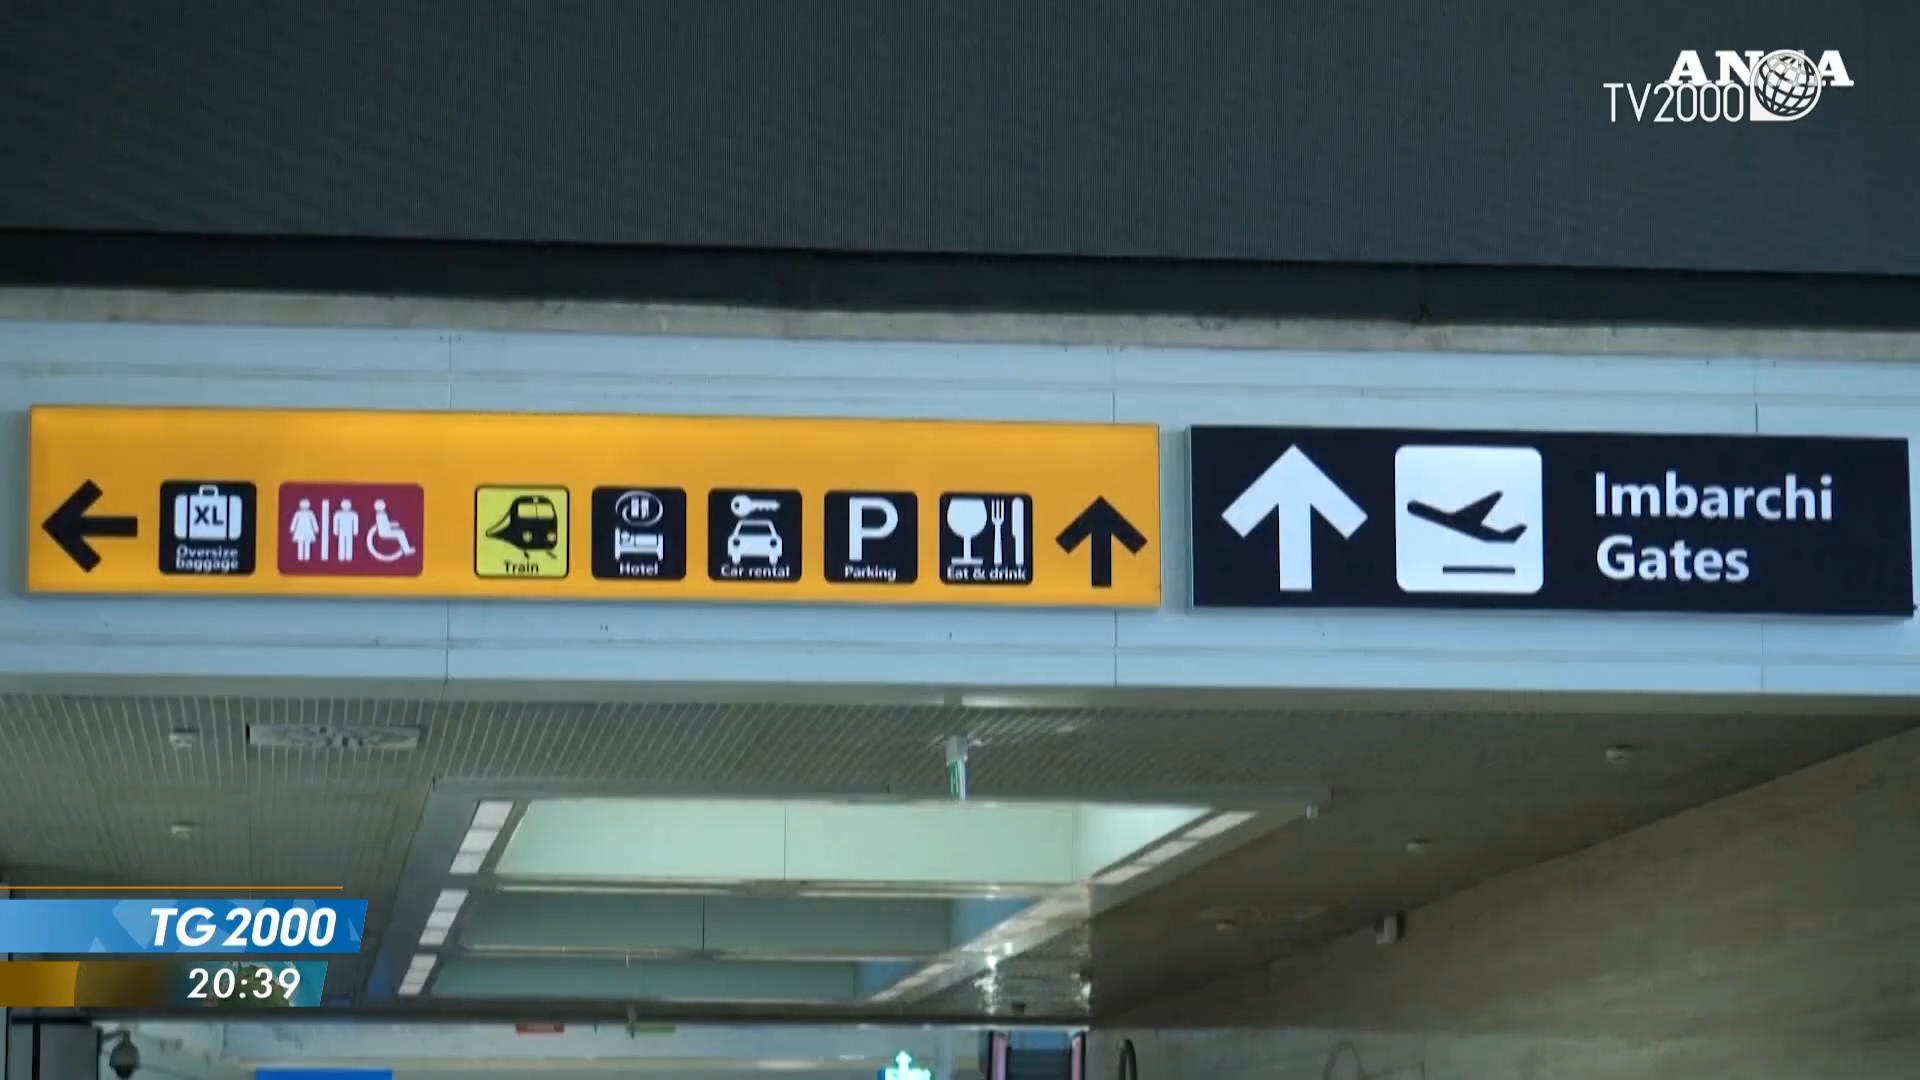 ANSA
TV2000
XL
Oversize
baggage
Train
H
Hotel
Car rental
P
Parking
Eat & drink
Imbarchi
Gates
TG 2000
20:39